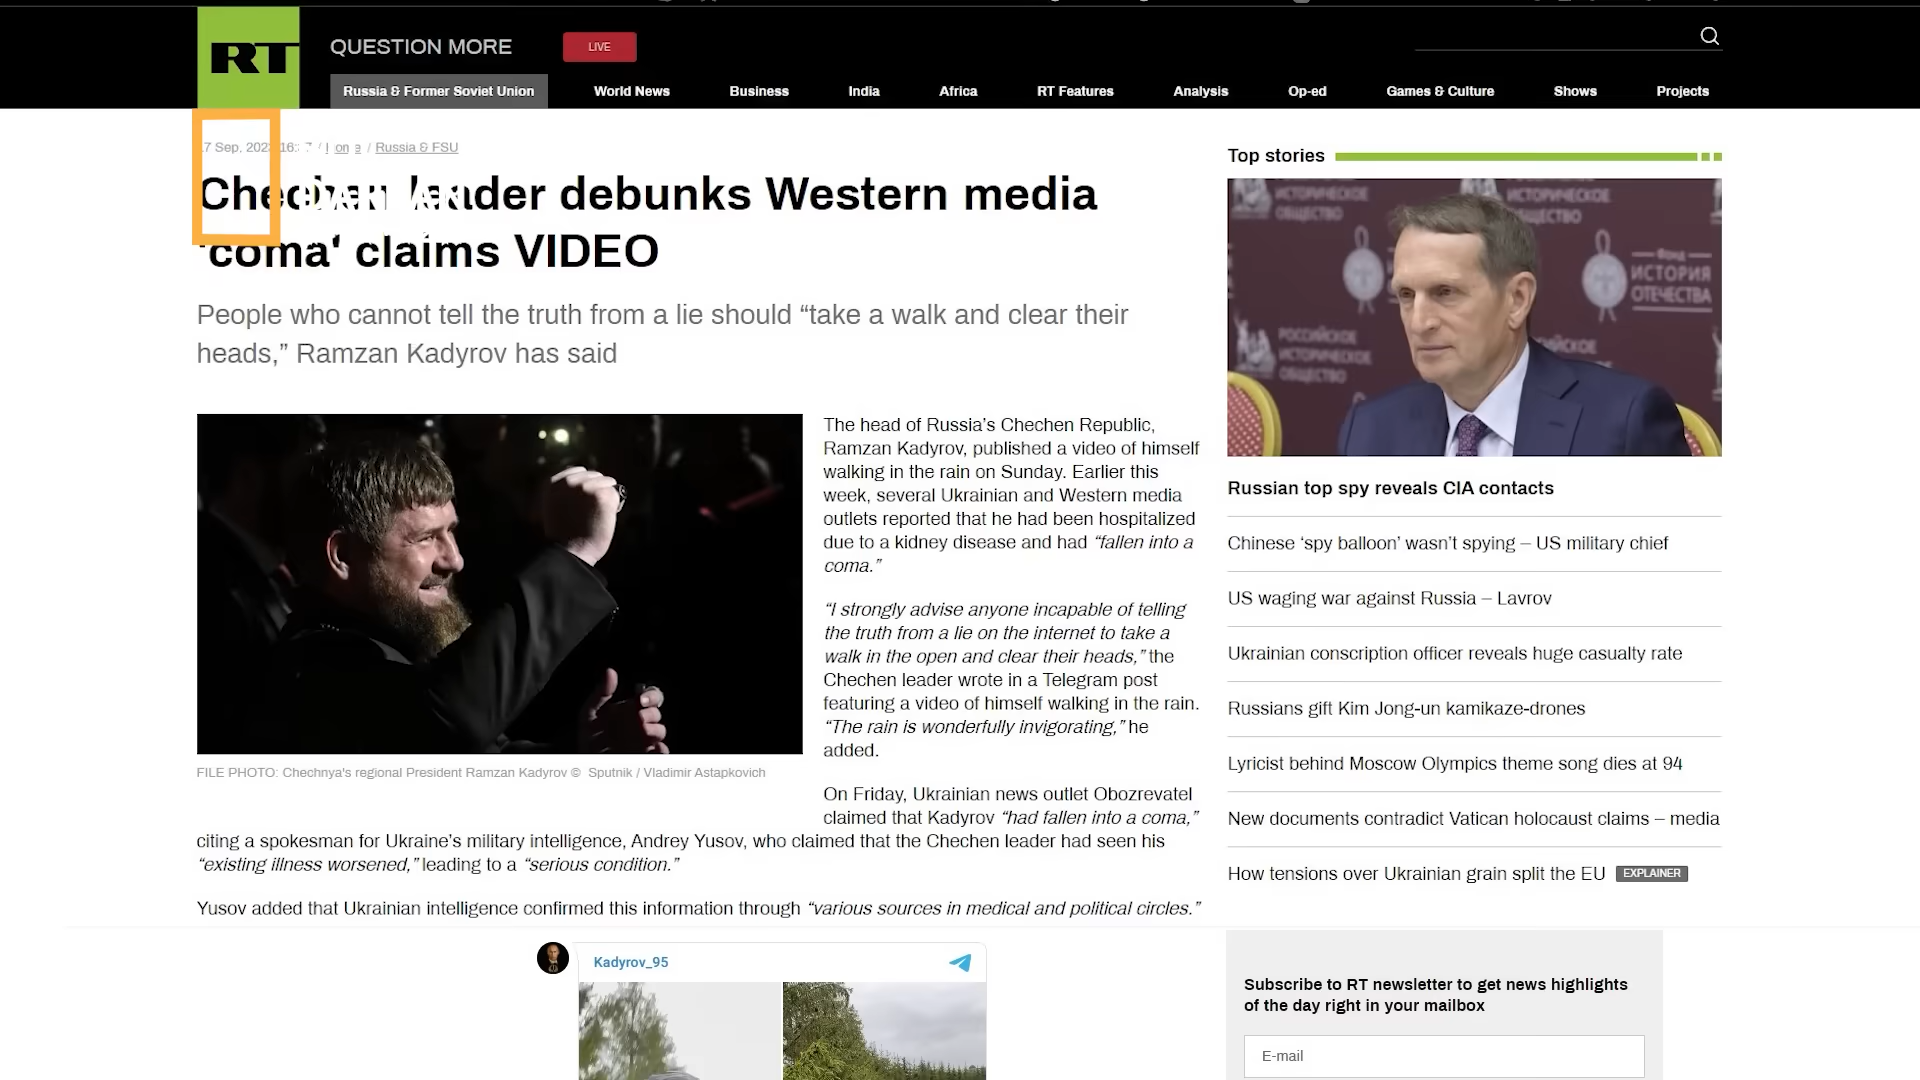 RT
QUESTION MORE
LIVE
Russia & Former Soviet Union
World News
Business
India
Africa
RT Features
Analysis
Op-ed
Games & Culture
Shows
Projects
Sep, / Russia & FSU
leader debunks Western media
'coma' claims VIDEO
People who cannot tell the truth from a lie should “take a walk and clear their
heads,” Ramzan Kadyrov has said
FILE PHOTO: Chechnya's regional President Ramzan Kadyrov © Sputnik / Vladimir Astapkovich
The head of Russia’s Chechen Republic,
Ramzan Kadyrov, published a video of himself
walking in the rain on Sunday. Earlier this
week, several Ukrainian and Western media
outlets reported that he had been hospitalized
due to a kidney disease and had “fallen into a
coma.”
“I strongly advise anyone incapable of telling
the truth from a lie on the internet to take a
walk in the open and clear their heads,” the
Chechen leader wrote in a Telegram post
featuring a video of himself walking in the rain.
“The rain is wonderfully invigorating,” he
added.
On Friday, Ukrainian news outlet Obozrevatel
claimed that Kadyrov “had fallen into a coma,”
citing a spokesman for Ukraine’s military intelligence, Andrey Yusov, who claimed that the Chechen leader had seen his
“existing illness worsened,” leading to a “serious condition.”
Yusov added that Ukrainian intelligence confirmed this information through “various sources in medical and political circles.”
Kadyrov_95
Top stories
ИСТОРИЧЕСКОЕ
ОБЩЕСТВО
ИСТОРИЧЕСКОЕ
ОБЩЕСТВО
ФОНД
ИСТОРИЯ
ОТЕЧЕСТВА
РОССИЙСКОЕ
ИСТОРИЧЕСКОЕ
ОБЩЕСТВО
Russian top spy reveals CIA contacts
Chinese ‘spy balloon’ wasn’t spying – US military chief
US waging war against Russia – Lavrov
Ukrainian conscription officer reveals huge casualty rate
Russians gift Kim Jong-un kamikaze-drones
Lyricist behind Moscow Olympics theme song dies at 94
New documents contradict Vatican holocaust claims – media
How tensions over Ukrainian grain split the EU EXPLAINER
Subscribe to RT newsletter to get news highlights
of the day right in your mailbox
E-mail